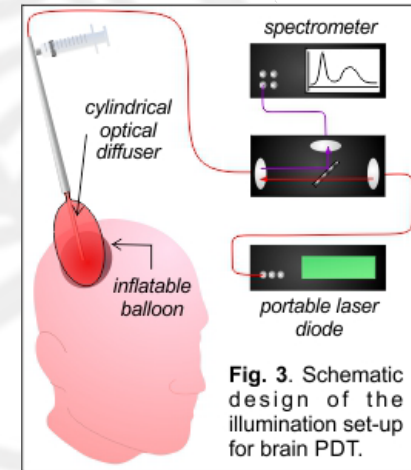 spectrometer
cylindrical
optical
diffuser
inflatable
balloon
portable laser
diode
Fig. 3. Schematic
design of the
illumination set-up
for brain PDT.